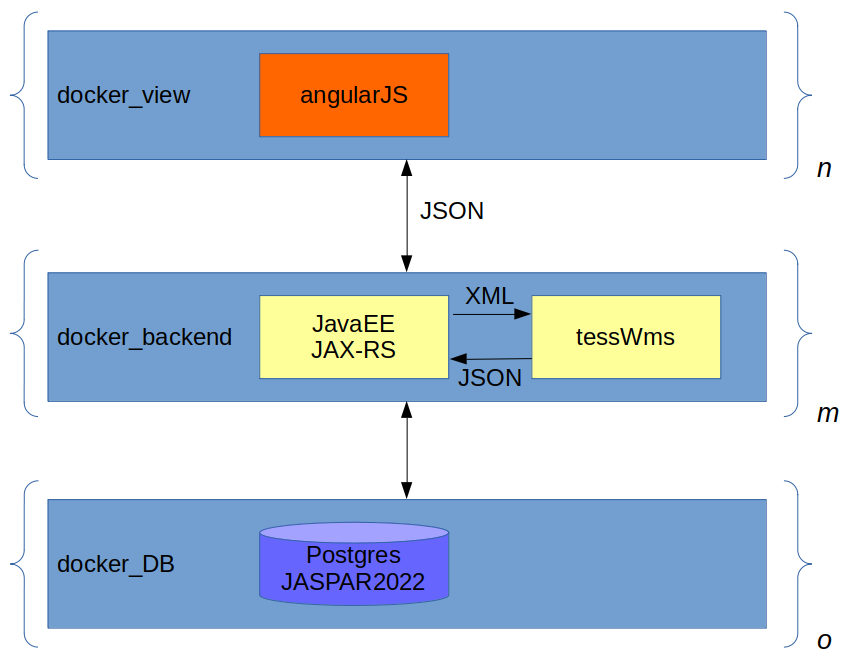 docker_view
angularJS
n
JSON
docker_backend
JavaEE
JAX-RS
XML
JSON
tessWms
m
docker_DB
Postgres
JASPAR2022
o